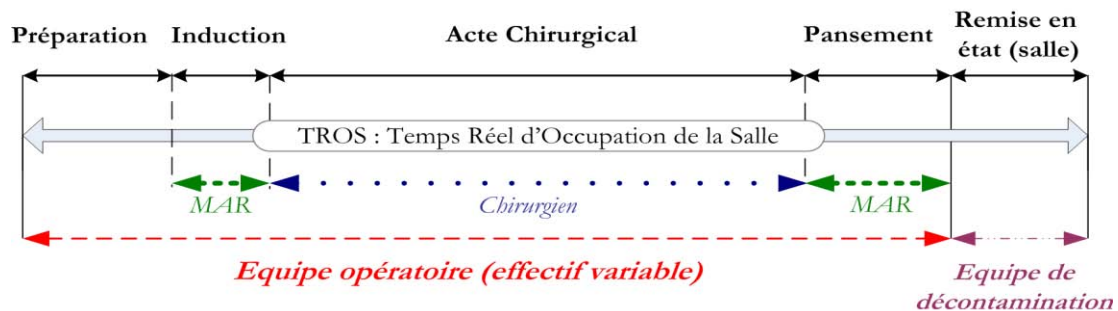 Préparation
Induction
Acte Chirurgical
Pansement
Remise en
état (salle)
TROS : Temps Réel d'Occupation de la Salle
MAR
Chirurgien
MAR
Equipe opératoire (effectif variable)
Equipe de
décontamination